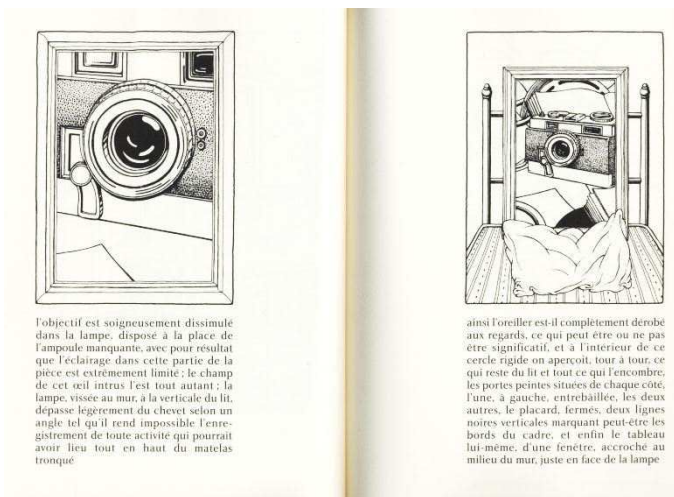 l'objectif est soigneusement dissimulé
dans la lampe, disposé à la place de
l'ampoule manquante, avec pour résultat
que l'éclairage dans cette partie de la
pièce est extrêmement limité ; le champ
de cet œil intrus l'est tout autant ; la
lampe, vissée au mur, à la verticale du lit,
dépasse légèrement du chevet selon un
angle tel qu'il rend impossible l'enre-
gistrement de toute activité qui pourrait
avoir lieu tout en haut du matelas
tronqué
ainsi l'oreiller est-il complètement dérobé
aux regards, ce qui peut être ou ne pas
être significatif, et à l'intérieur de ce
cercle rigide on aperçoit, tour à tour, ce
qui reste du lit et tout ce qui l'encombre,
les portes peintes situées de chaque côté,
l'une, à gauche, entrebâillée, les deux
autres, le placard, fermés, deux lignes
noires verticales marquant peut-être les
bords du cadre, et enfin le tableau
lui-même, d'une fenêtre, accroché au
milieu du mur, juste en face de la lampe